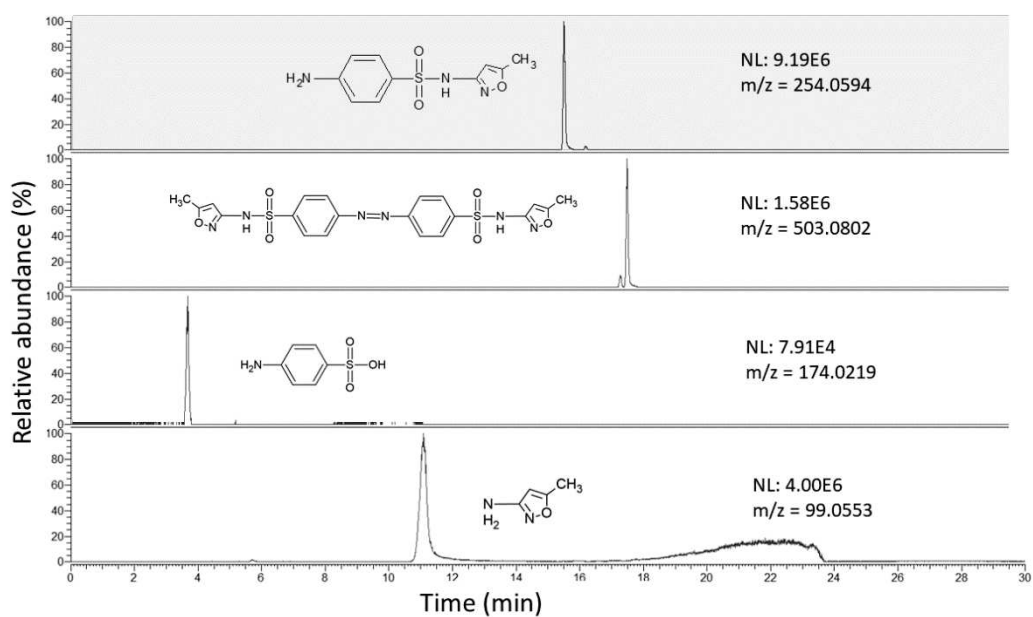 Relative abundance (%)
100
80
60
40
20
0
H₂N
O
S
O
N
H
N
O
CH₃
NL: 9.19E6
m/z = 254.0594
100
80
60
40
20
0
CH₃
O
N
N
H
O
S
O
N=N
O
S
O
N
H
N
O
CH₃
NL: 1.58E6
m/z = 503.0802
100
80
60
40
20
0
H₂N
O
S
OH
O
NL: 7.91E4
m/z = 174.0219
100
80
60
40
20
0
N
H₂
N
O
CH₃
NL: 4.00E6
m/z = 99.0553
0 2 4 6 8 10 12 14 16 18 20 22 24 26 28 30
Time (min)